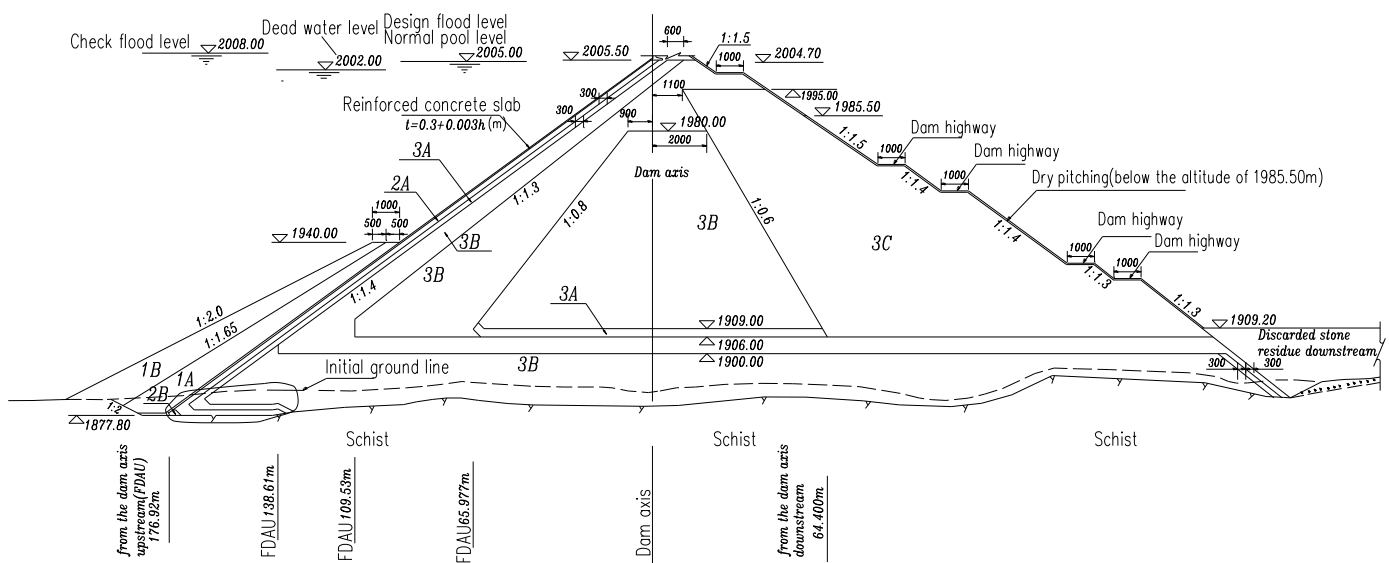 Check flood level
2008.00
Dead water level
2002.00
Design flood level
Normal pool level
2005.00
2005.50
600
1:1.5
1000
2004.70
Reinforced concrete slab
t=0.3+0.003h (m)
300
300
1100
900
1980.00
2000
Dam axis
1995.00
1985.50
1:1.5
1000
Dam highway
1:1.4
1000
Dam highway
Dry pitching(below the altitude of 1985.50m)
1:1.4
1000
Dam highway
1:1.3
1000
Dam highway
1:1.3
3A
2A
1000
500
500
1940.00
1:1.3
3B
3B
1:0.8
3B
1:0.6
3C
1:1.4
1:2.0
1:1.65
3A
1909.00
1906.00
1900.00
3B
1909.20
Discarded stone
residue downstream
300
300
Initial ground line
1B
1A
2B
1:2
1877.80
Schist
Schist
Schist
from the dam axis
upstream(FDAU)
176.92m
FDAU138.61m
FDAU109.53m
FDAU65.977m
Dam axis
from the dam axis
downstream
64.400m